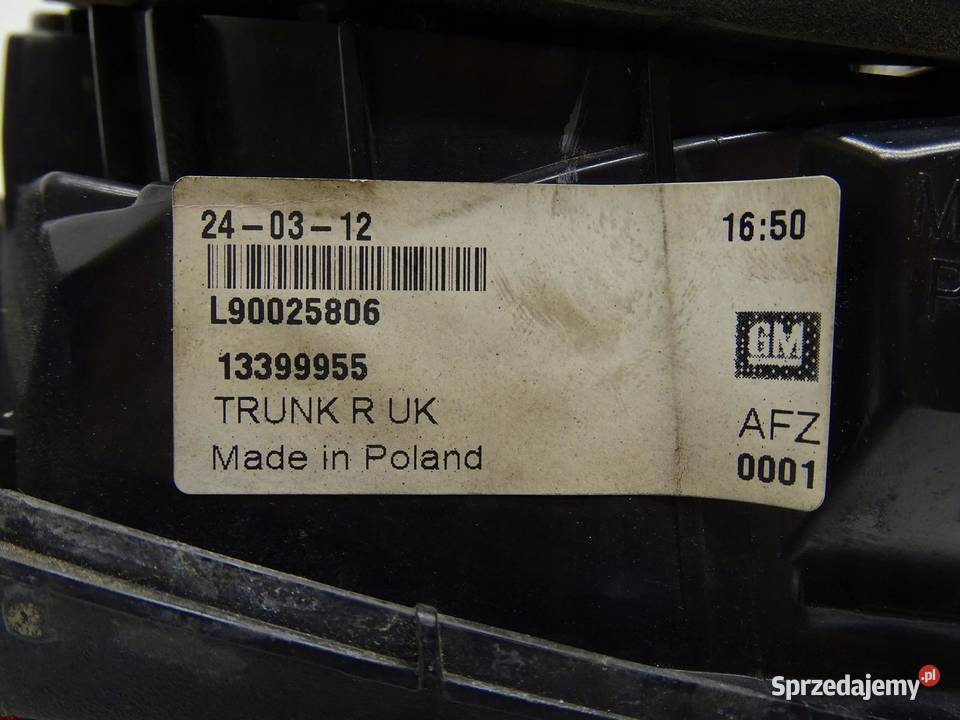 24-03-12 16:50
L90025806
GM
13399955
TRUNK R UK
AFZ
Made in Poland
0001
Sprzedajemy.pl